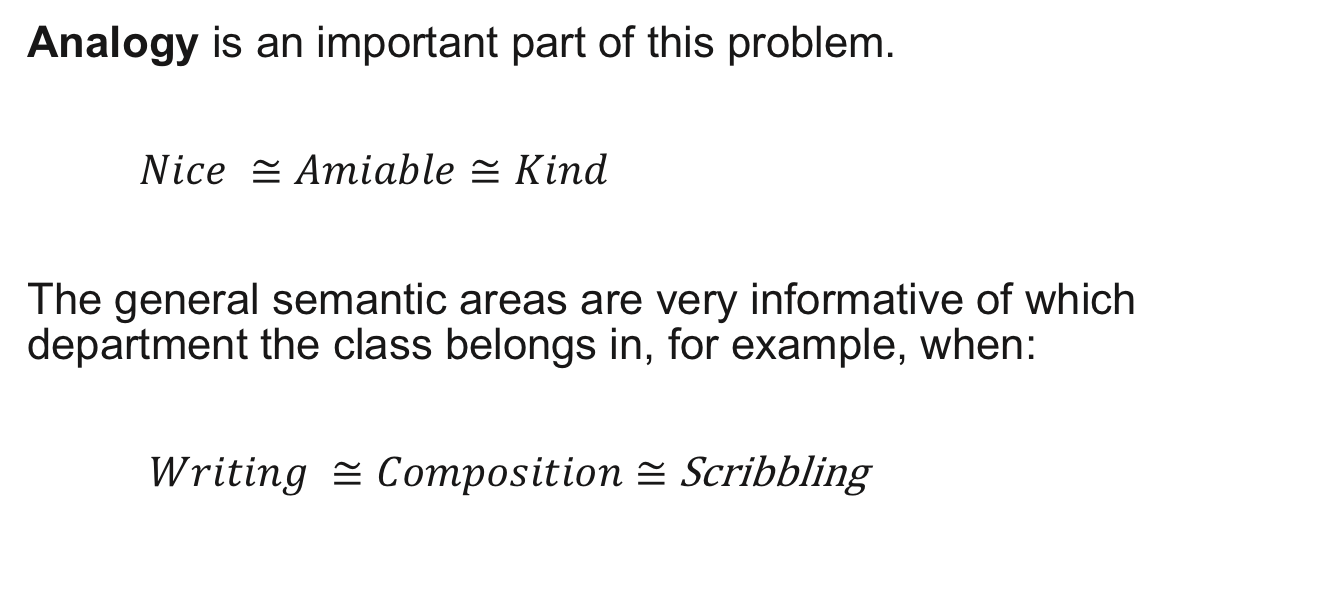 Analogy is an important part of this problem.
Nice ≅ Amiable ≅ Kind
The general semantic areas are very informative of which
department the class belongs in, for example, when:
Writing ≅ Composition ≅ Scribbling